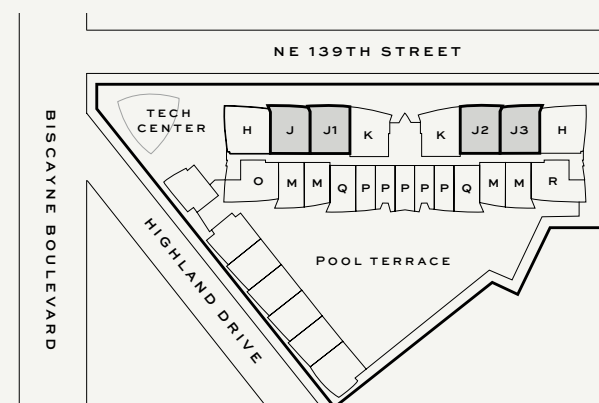 NE 139TH STREET
BISCAYNE BOULEVARD
TECH
CENTER
H J J1 K K J2 J3 H
O M M Q P P P P P Q M M R
HIGHLAND DRIVE
POOL TERRACE